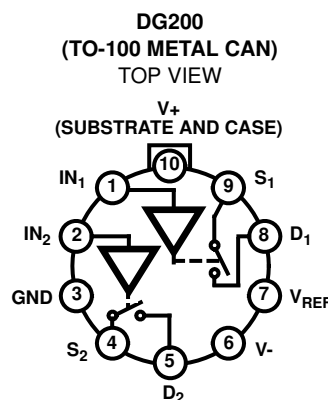 DG200
(TO-100 METAL CAN)
TOP VIEW
V+
(SUBSTRATE AND CASE)
10
IN1
1
9
S1
IN2
2
8
D1
GND
3
7
VREF
S2
4
5
6
V-
D2